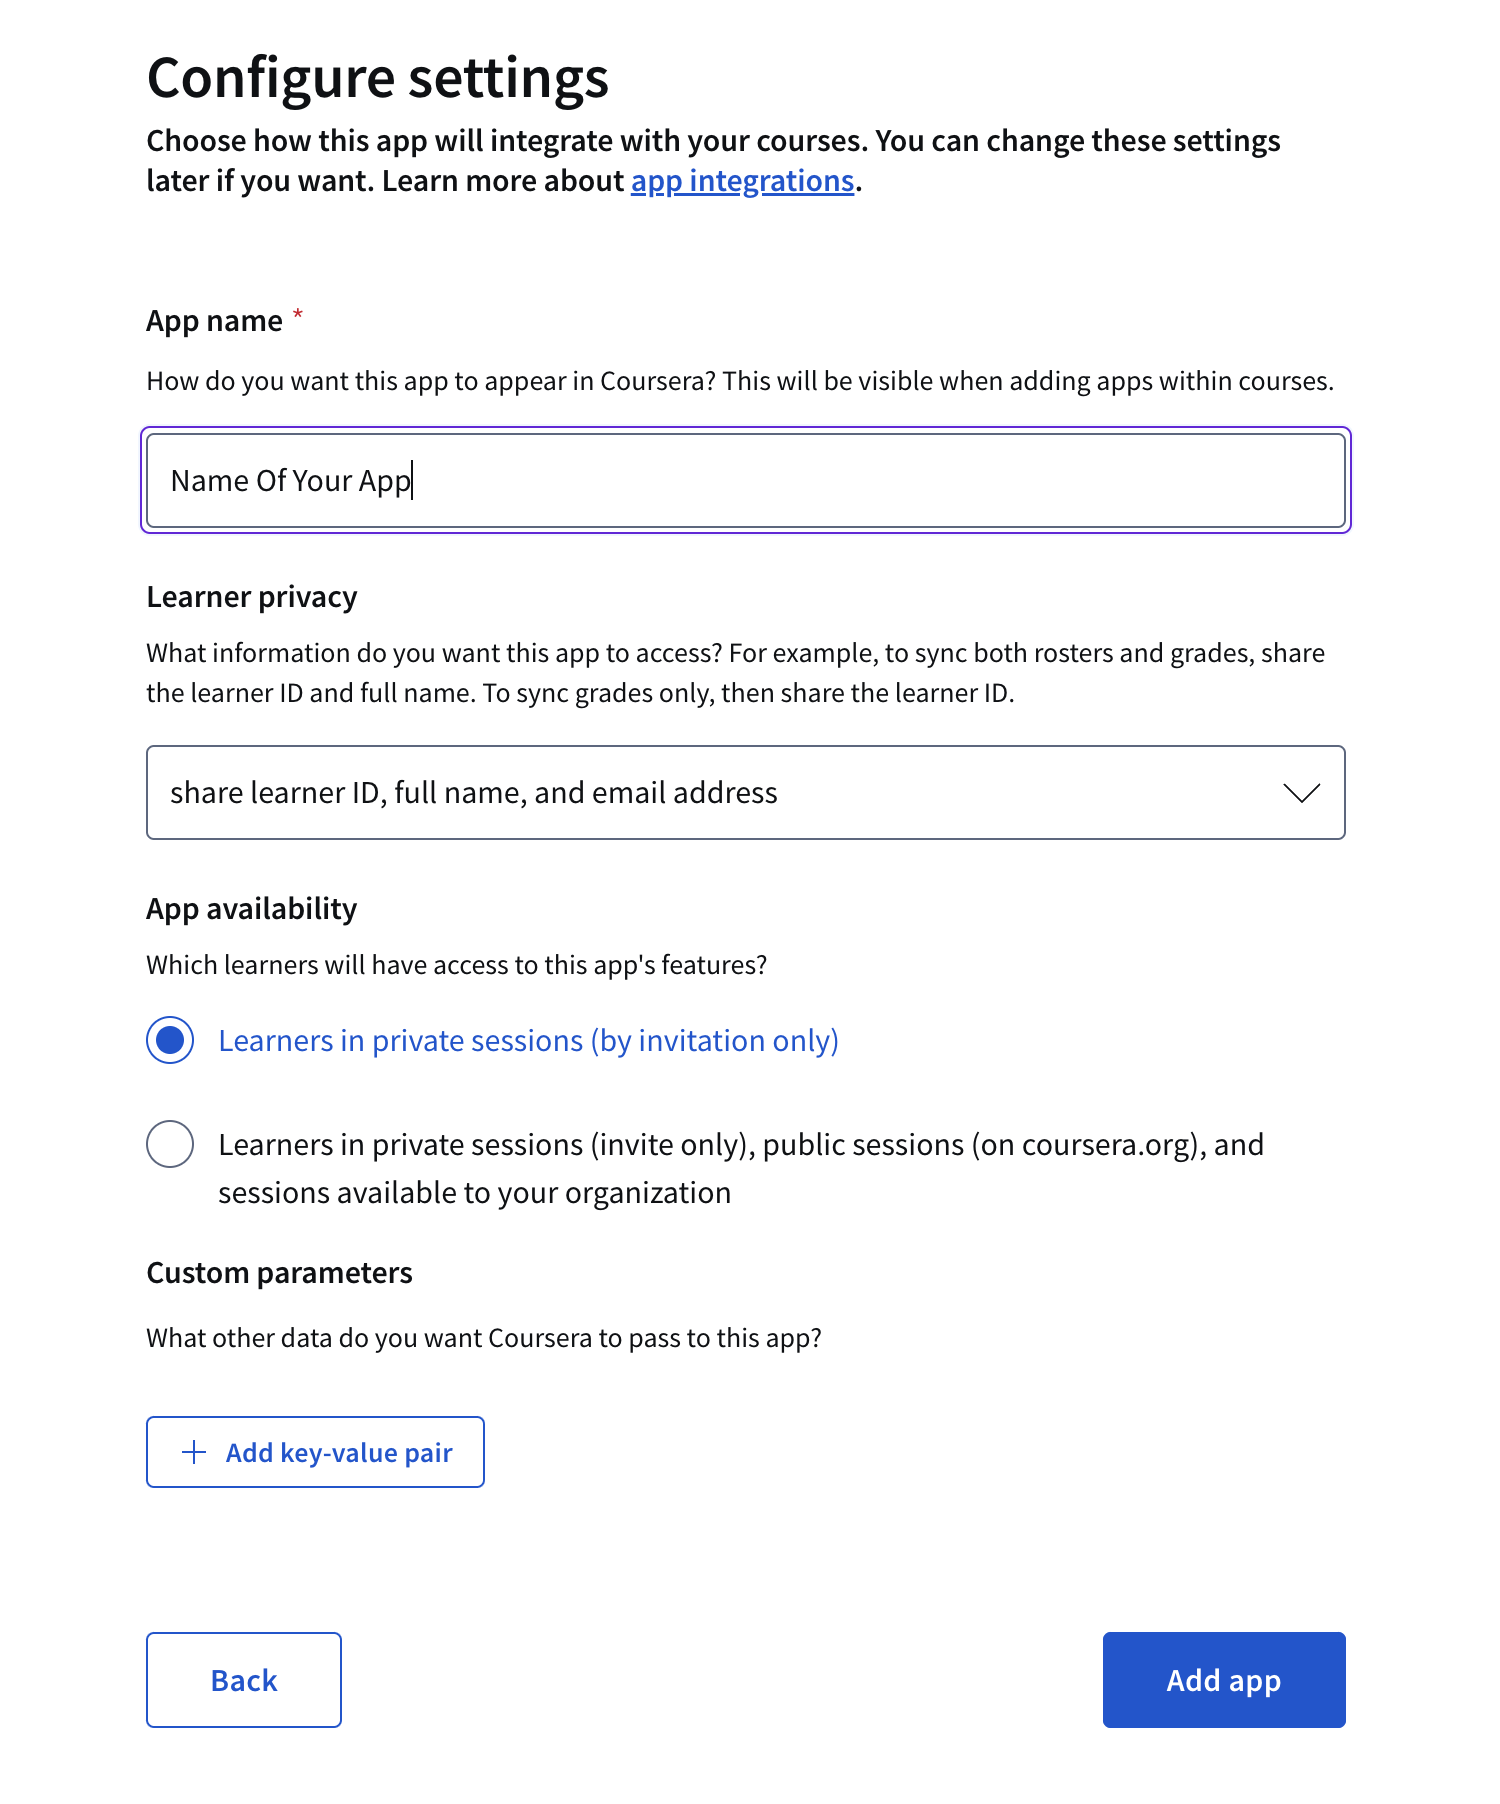 Configure settings
Choose how this app will integrate with your courses. You can change these settings
later if you want. Learn more about app integrations.
App name *
How do you want this app to appear in Coursera? This will be visible when adding apps within courses.
Name Of Your App
Learner privacy
What information do you want this app to access? For example, to sync both rosters and grades, share
the learner ID and full name. To sync grades only, then share the learner ID.
share learner ID, full name, and email address
App availability
Which learners will have access to this app's features?
Learners in private sessions (by invitation only)
Learners in private sessions (invite only), public sessions (on coursera.org), and
sessions available to your organization
Custom parameters
What other data do you want Coursera to pass to this app?
Add key-value pair
Back
Add app